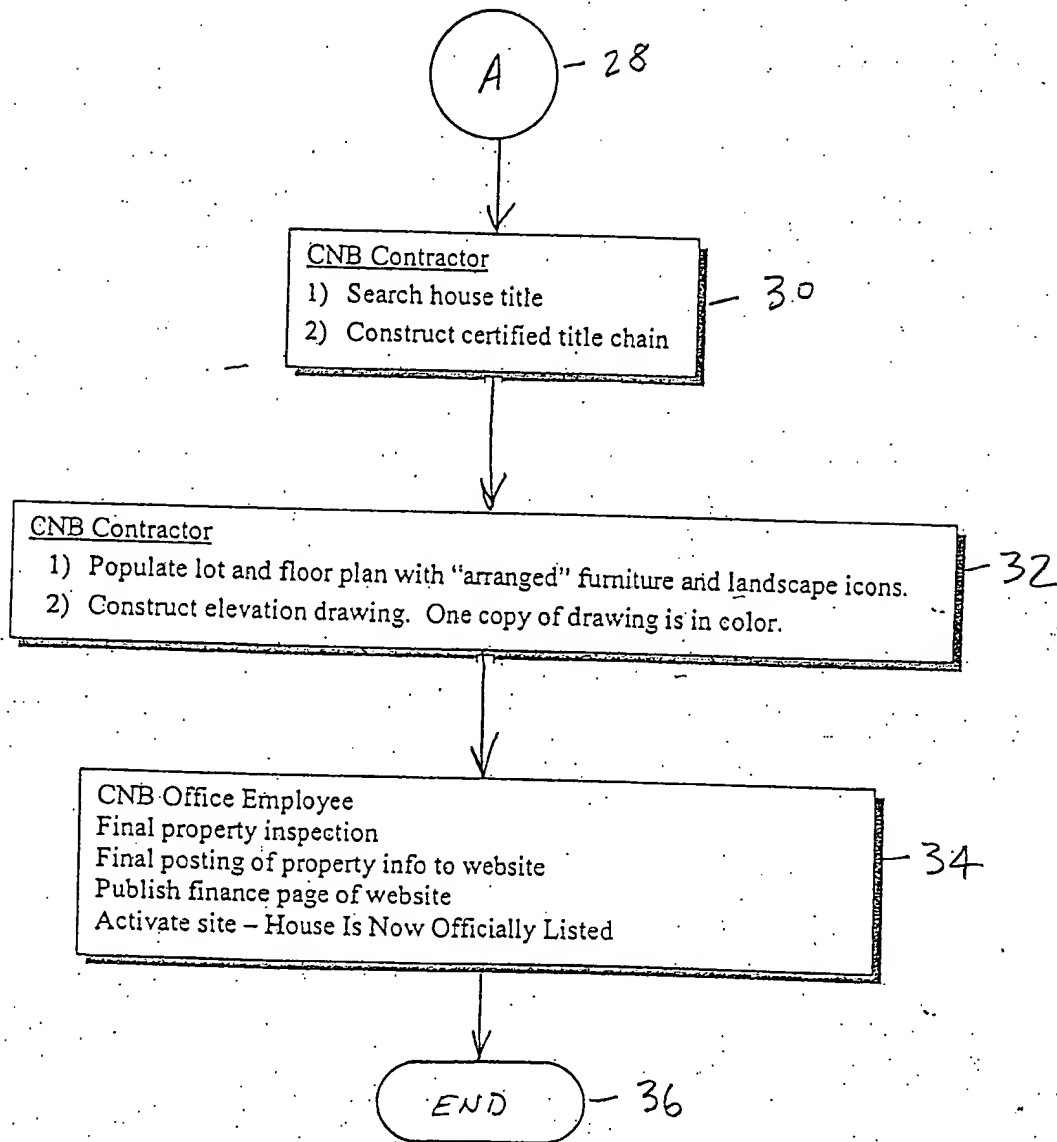 A
28
CNB Contractor
1) Search house title
2) Construct certified title chain
30
CNB Contractor
1) Populate lot and floor plan with “arranged” furniture and landscape icons.
2) Construct elevation drawing. One copy of drawing is in color.
32
CNB Office Employee
Final property inspection
Final posting of property info to website
Publish finance page of website
Activate site – House Is Now Officially Listed
34
END
36